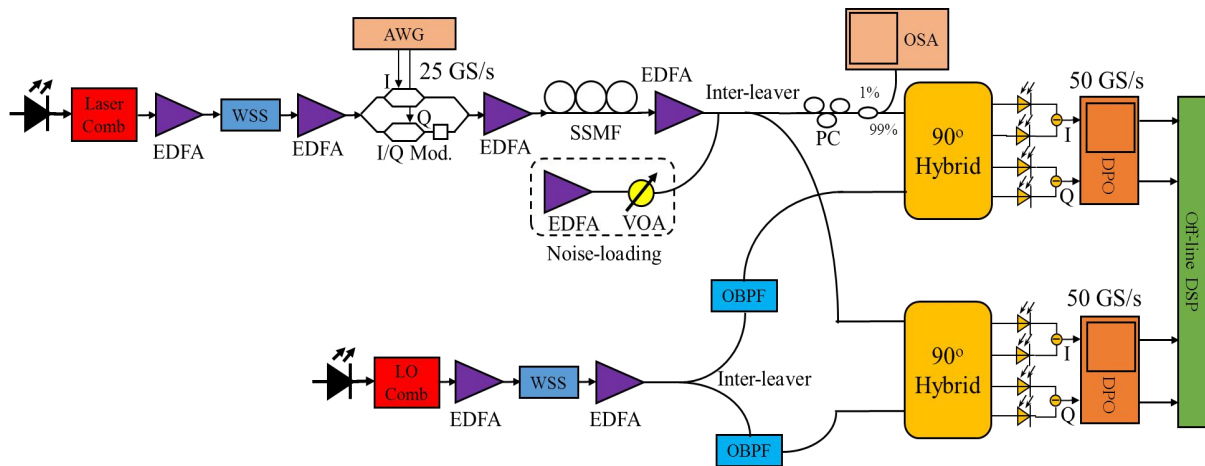 AWG
OSA
25 GS/s
I
Q
Laser
Comb
EDFA
WSS
EDFA
I/Q Mod.
EDFA
SSMF
EDFA
Inter-leaver
PC
1%
99%
90o
Hybrid
I
Q
50 GS/s
DPO
EDFA
VOA
Noise-loading
OBPF
LO
Comb
EDFA
WSS
EDFA
Inter-leaver
OBPF
90o
Hybrid
I
Q
50 GS/s
DPO
Off-line DSP